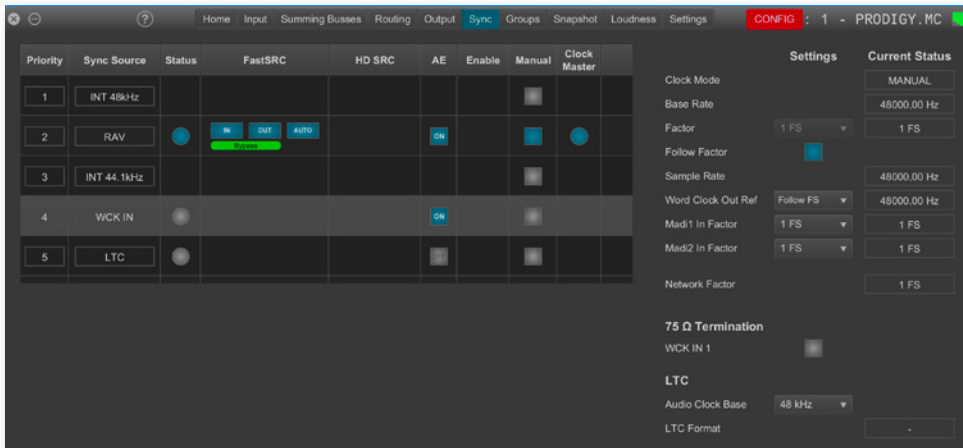 ? Home Input Summing Busses Routing Output Sync Groups Snapshot Loudness Settings CONFIG : 1 - PRODIGY.MC
Priority Sync Source Status FastSRC HD SRC AE Enable Manual Clock Master
1 INT 48kHz
2 RAV IN OUT AUTO ON
Bypass
3 INT 44.1kHz
4 WCK IN ON
5 LTC
Settings Current Status
Clock Mode MANUAL
Base Rate 48000.00 Hz
Factor 1 FS 1 FS
Follow Factor
Sample Rate 48000.00 Hz
Word Clock Out Ref Follow FS 48000.00 Hz
Madi1 In Factor 1 FS 1 FS
Madi2 In Factor 1 FS 1 FS
Network Factor 1 FS
75 Ω Termination
WCK IN 1
LTC
Audio Clock Base 48 kHz
LTC Format -